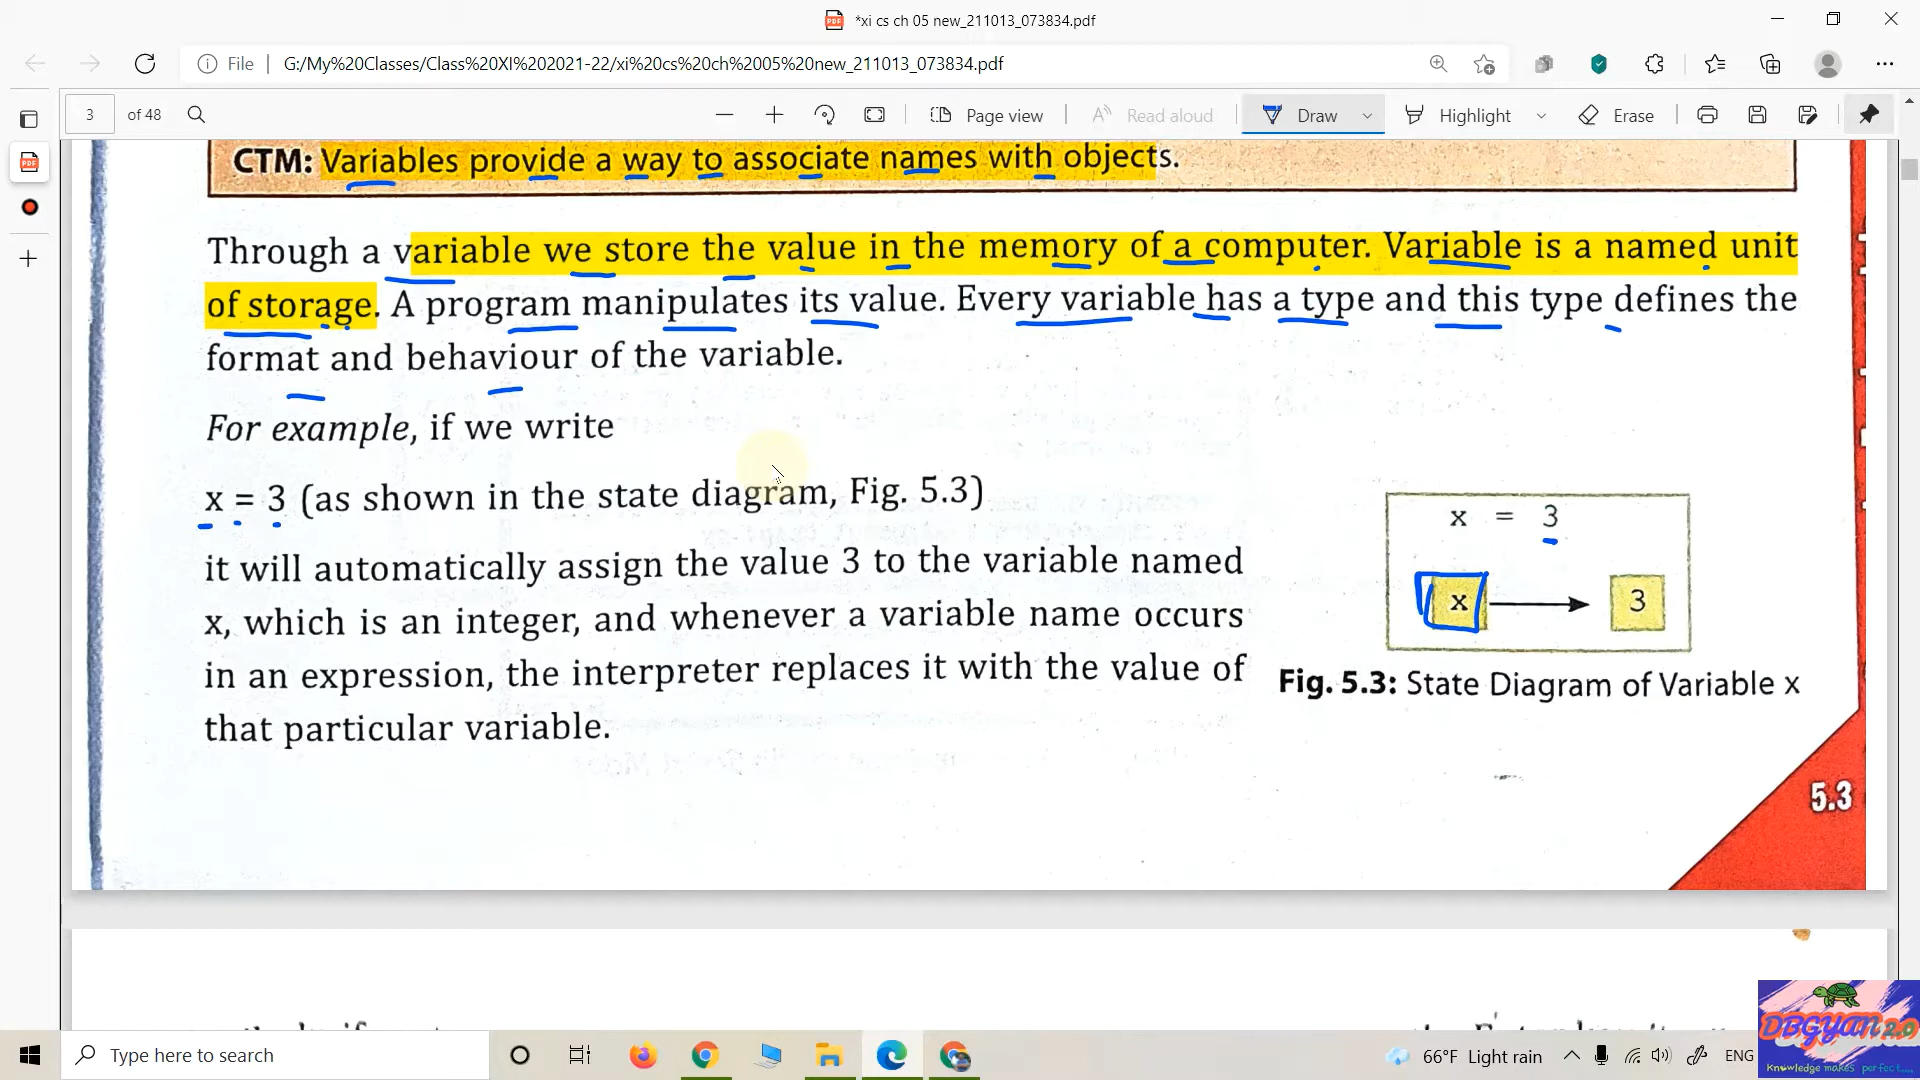 *xi cs ch 05 new_211013_073834.pdf
File
G:/My%20Classes/Class%20XI%202021-22/xi%20cs%20ch%2005%20new_211013_073834.pdf
3 of 48
Page view
Read aloud
Draw
Highlight
Erase
CTM: Variables provide a way to associate names with objects.
Through a variable we store the value in the memory of a computer. Variable is a named unit
of storage. A program manipulates its value. Every variable has a type and this type defines the
format and behaviour of the variable.
For example, if we write
x = 3 (as shown in the state diagram, Fig. 5.3)
it will automatically assign the value 3 to the variable named
x, which is an integer, and whenever a variable name occurs
in an expression, the interpreter replaces it with the value of
that particular variable.
x = 3
x 3
Fig. 5.3: State Diagram of Variable x
5.3
DBGyan 2.0
Knowledge makes perfect....
Type here to search
66°F Light rain
ENG